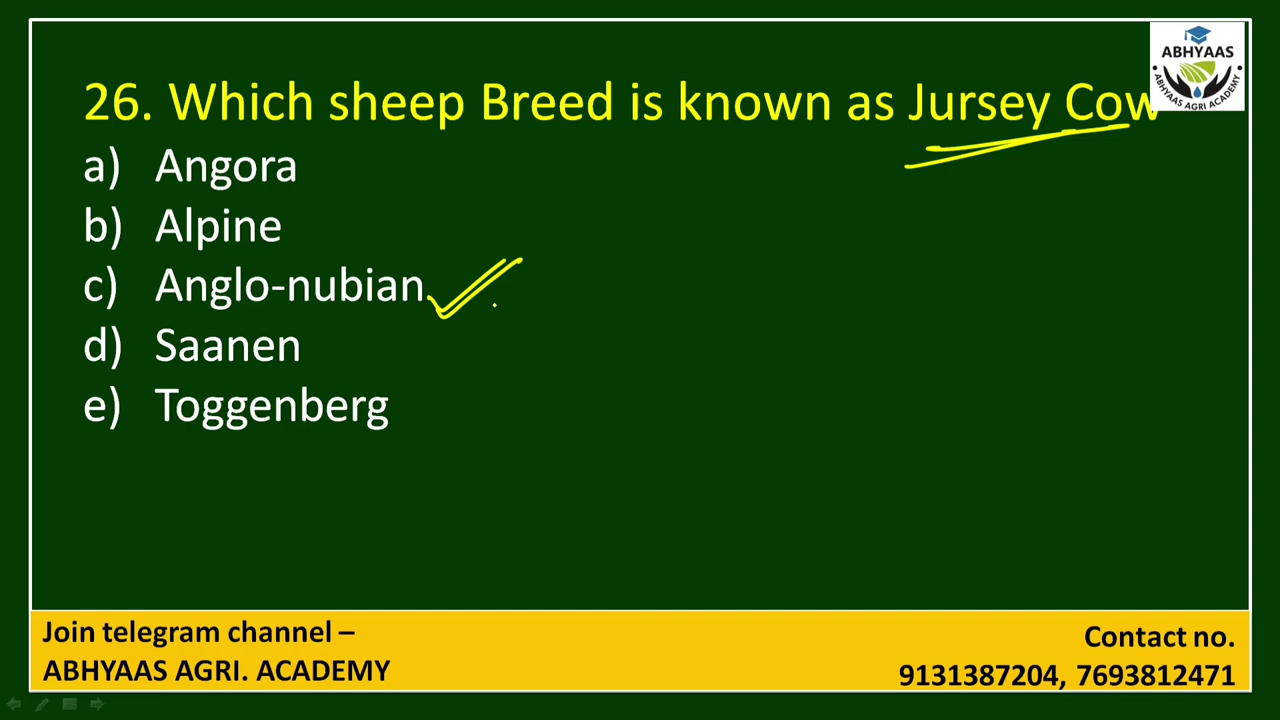 ABHYAAS
ABHYAAS AGRI ACADEMY
26. Which sheep Breed is known as Jursey Cow
a) Angora
b) Alpine
c) Anglo-nubian
d) Saanen
e) Toggenberg
Join telegram channel –
ABHYAAS AGRI. ACADEMY
Contact no.
9131387204, 7693812471